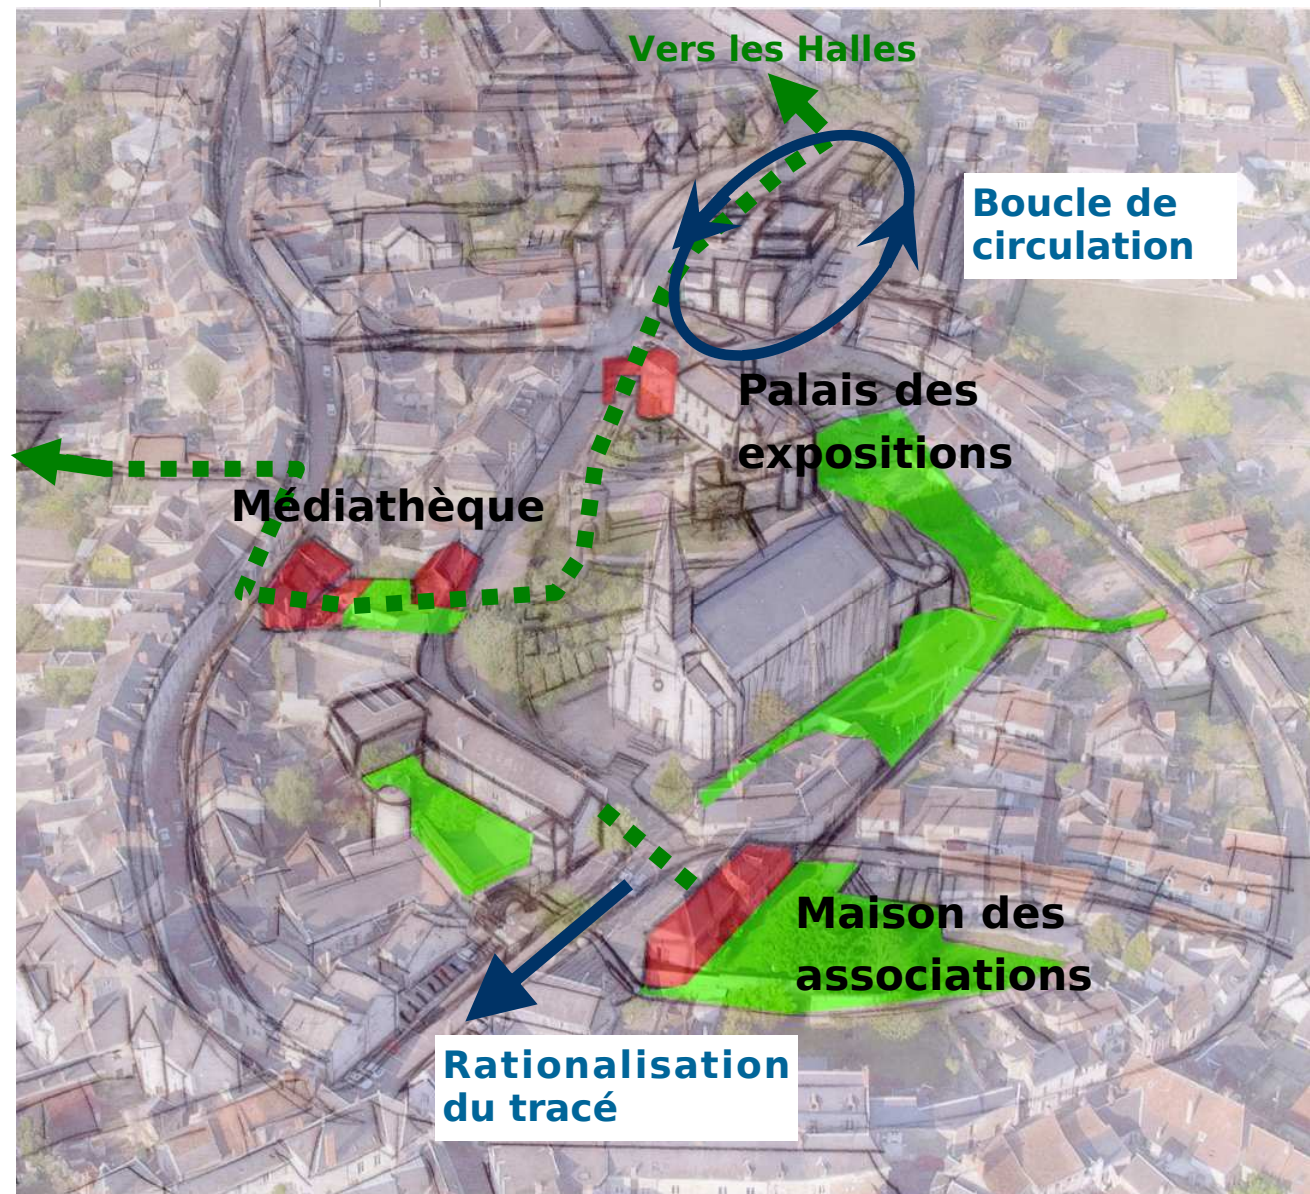 Vers les Halles
Boucle de
circulation
Palais des
expositions
Médiathèque
Maison des
associations
Rationalisation
du tracé